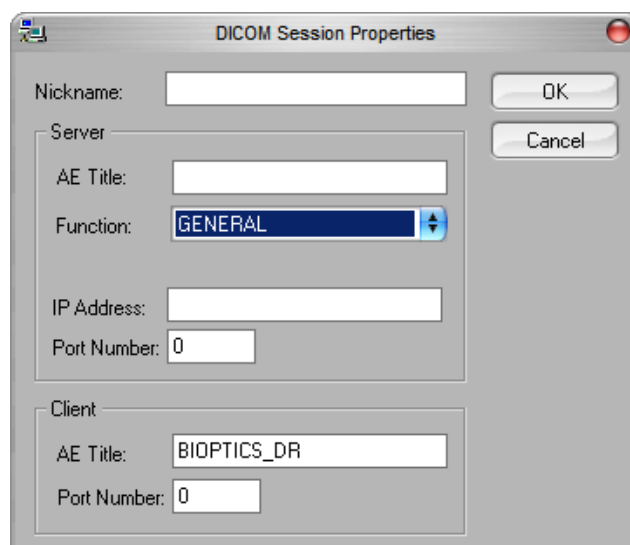 DICOM Session Properties
Nickname:
OK
Server
Cancel
AE Title:
Function: GENERAL
IP Address:
Port Number: 0
Client
AE Title: BIOPTICS_DR
Port Number: 0